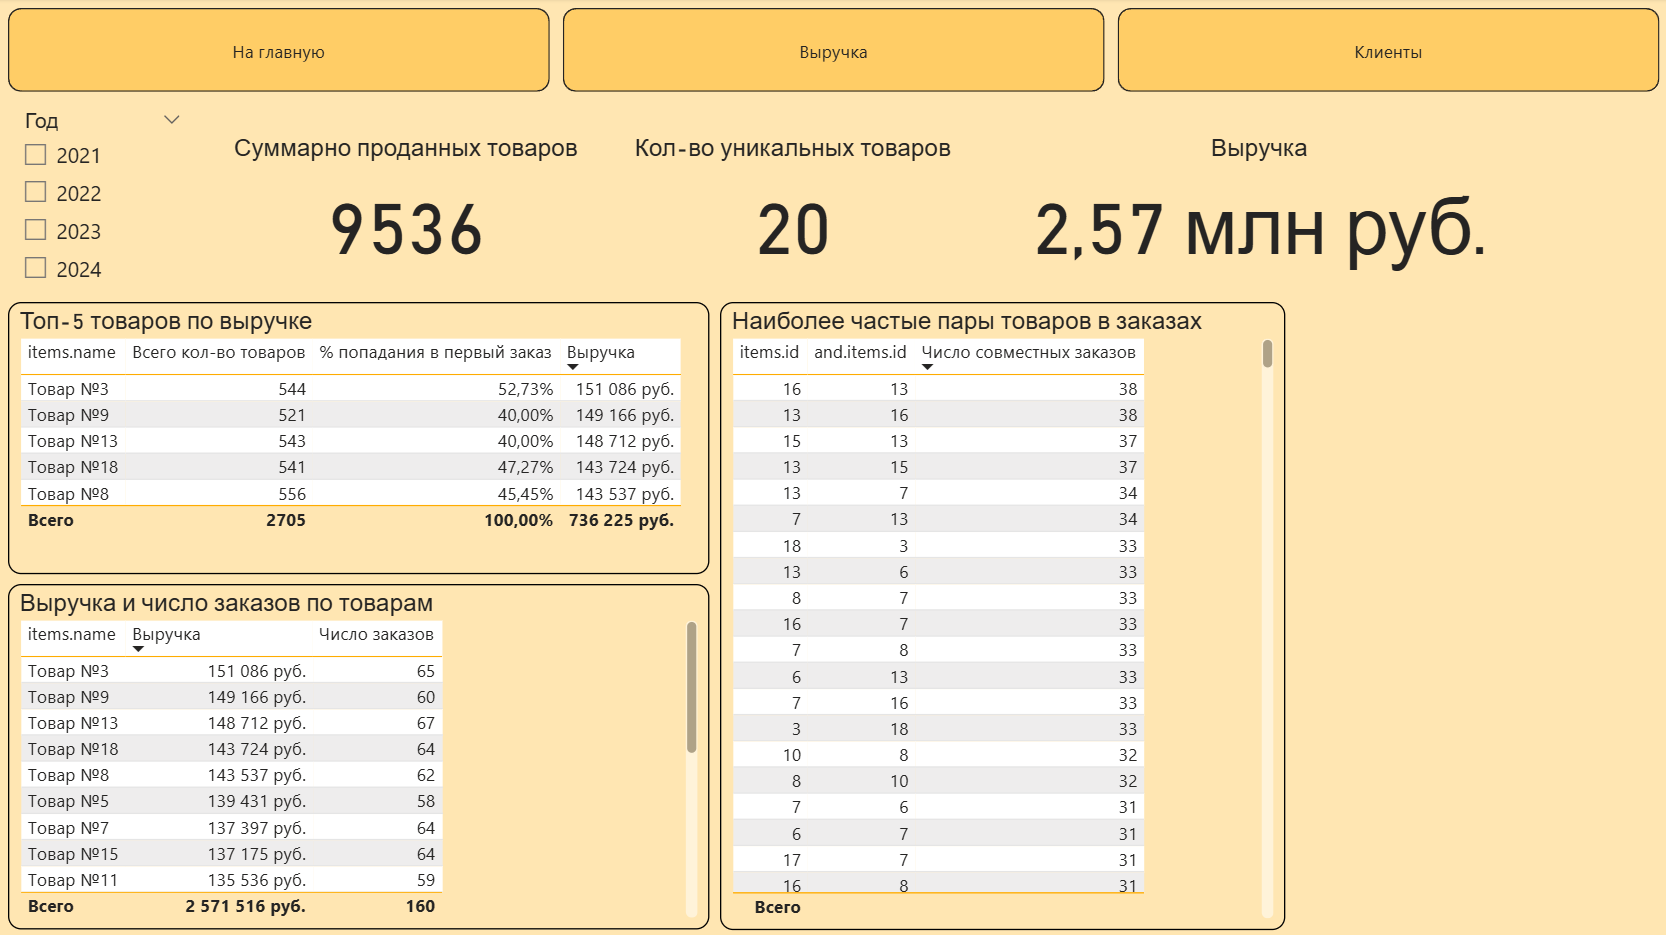 На главную
Выручка
Клиенты
Год
2021
2022
2023
2024
Суммарно проданных товаров
9536
Кол-во уникальных товаров
20
Выручка
2,57 млн руб.
Топ-5 товаров по выручке
items.name Всего кол-во товаров % попадания в первый заказ Выручка
Товар №3 544 52,73% 151 086 руб.
Товар №9 521 40,00% 149 166 руб.
Товар №13 543 40,00% 148 712 руб.
Товар №18 541 47,27% 143 724 руб.
Товар №8 556 45,45% 143 537 руб.
Всего 2705 100,00% 736 225 руб.
Выручка и число заказов по товарам
items.name Выручка Число заказов
Товар №3 151 086 руб. 65
Товар №9 149 166 руб. 60
Товар №13 148 712 руб. 67
Товар №18 143 724 руб. 64
Товар №8 143 537 руб. 62
Товар №5 139 431 руб. 58
Товар №7 137 397 руб. 64
Товар №15 137 175 руб. 64
Товар №11 135 536 руб. 59
Всего 2 571 516 руб. 160
Наиболее частые пары товаров в заказах
items.id and.items.id Число совместных заказов
16 13 38
13 16 38
15 13 37
13 15 37
13 7 34
7 13 34
18 3 33
13 6 33
8 7 33
16 7 33
7 8 33
6 13 33
7 16 33
3 18 33
10 8 32
8 10 32
7 6 31
6 7 31
17 7 31
16 8 31
Всего